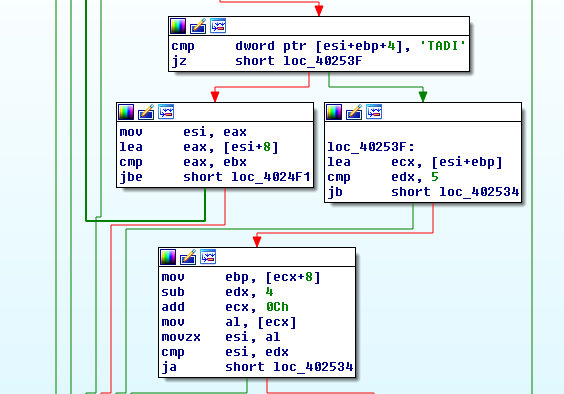 cmp     dword ptr [esi+ebp+4], 'TADI'
jz      short loc_40253F
mov     esi, eax
lea     eax, [esi+8]
cmp     eax, ebx
jbe     short loc_4024F1
loc_40253F:
lea     ecx, [esi+ebp]
cmp     edx, 5
jb      short loc_402534
mov     ebp, [ecx+8]
sub     edx, 4
add     ecx, 0Ch
mov     al, [ecx]
movzx   esi, al
cmp     esi, edx
ja      short loc_402534